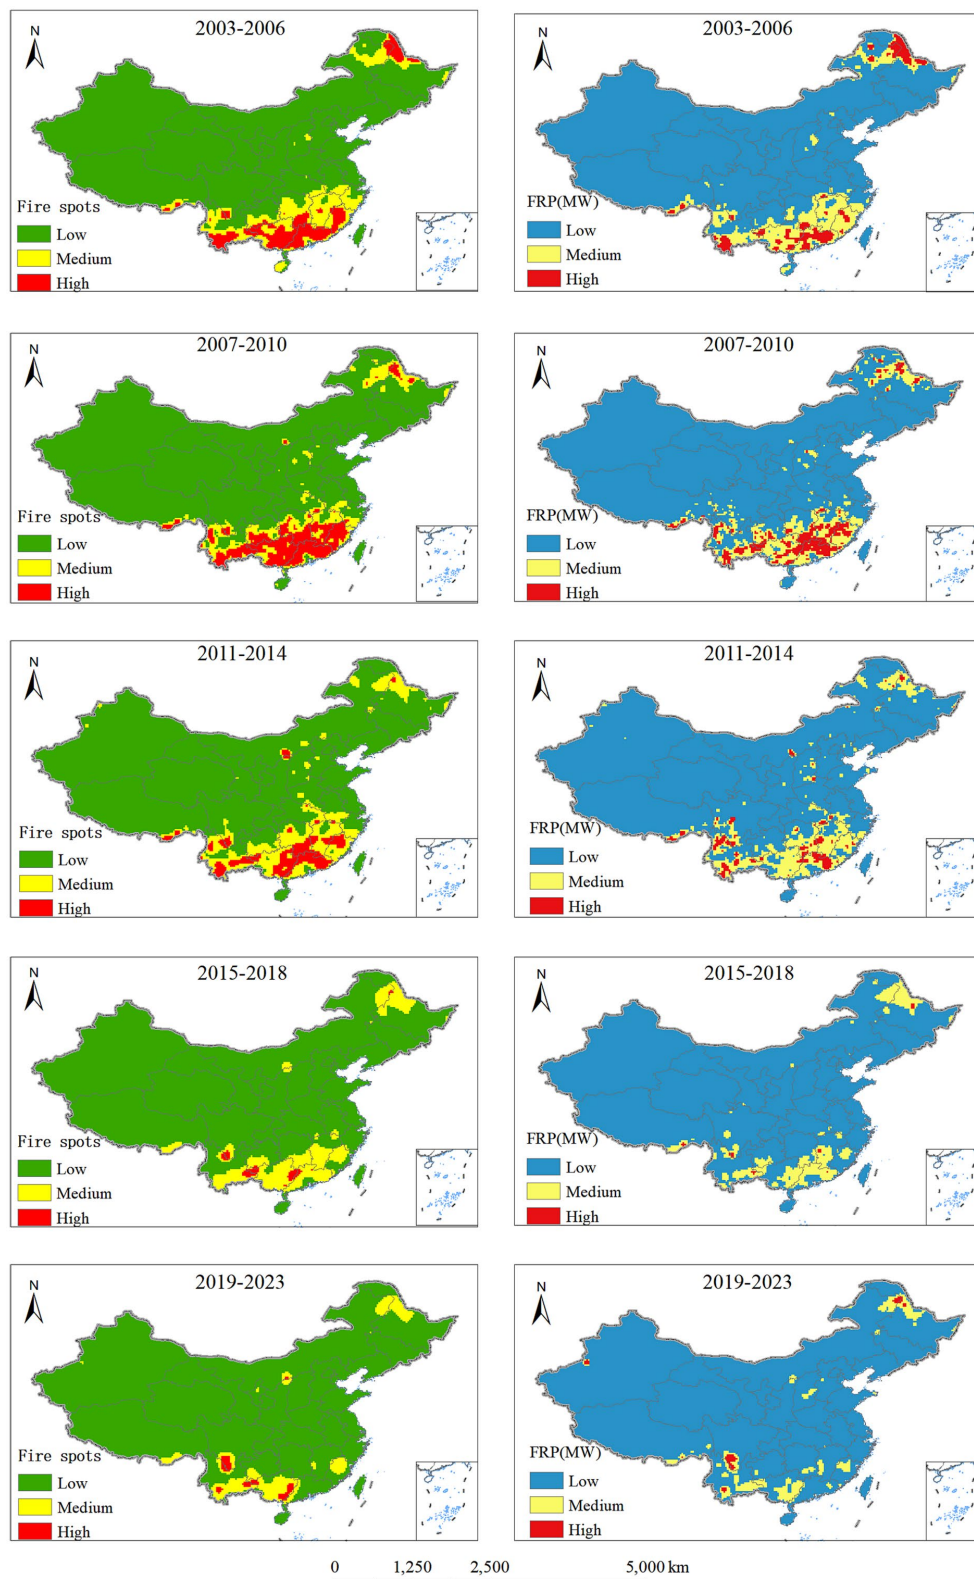 2003-2006
N
Fire spots
Low
Medium
High
2003-2006
N
FRP(MW)
Low
Medium
High
2007-2010
N
Fire spots
Low
Medium
High
2007-2010
N
FRP(MW)
Low
Medium
High
2011-2014
N
Fire spots
Low
Medium
High
2011-2014
N
FRP(MW)
Low
Medium
High
2015-2018
N
Fire spots
Low
Medium
High
2015-2018
N
FRP(MW)
Low
Medium
High
2019-2023
N
Fire spots
Low
Medium
High
2019-2023
N
FRP(MW)
Low
Medium
High
0 1,250 2,500 5,000 km